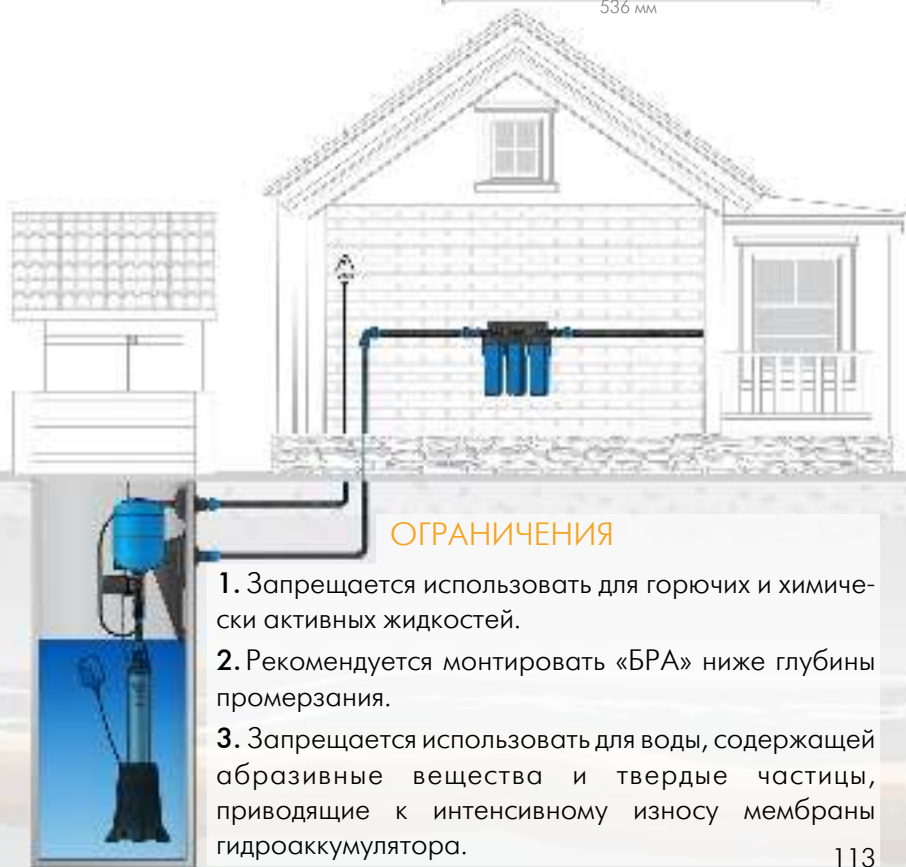 536 мм
ОГРАНИЧЕНИЯ
1. Запрещается использовать для горючих и химиче-
ски активных жидкостей.
2. Рекомендуется монтировать «БРА» ниже глубины
промерзания.
3. Запрещается использовать для воды, содержащей
абразивные вещества и твердые частицы,
приводящие к интенсивному износу мембраны
гидроаккумулятора.
113